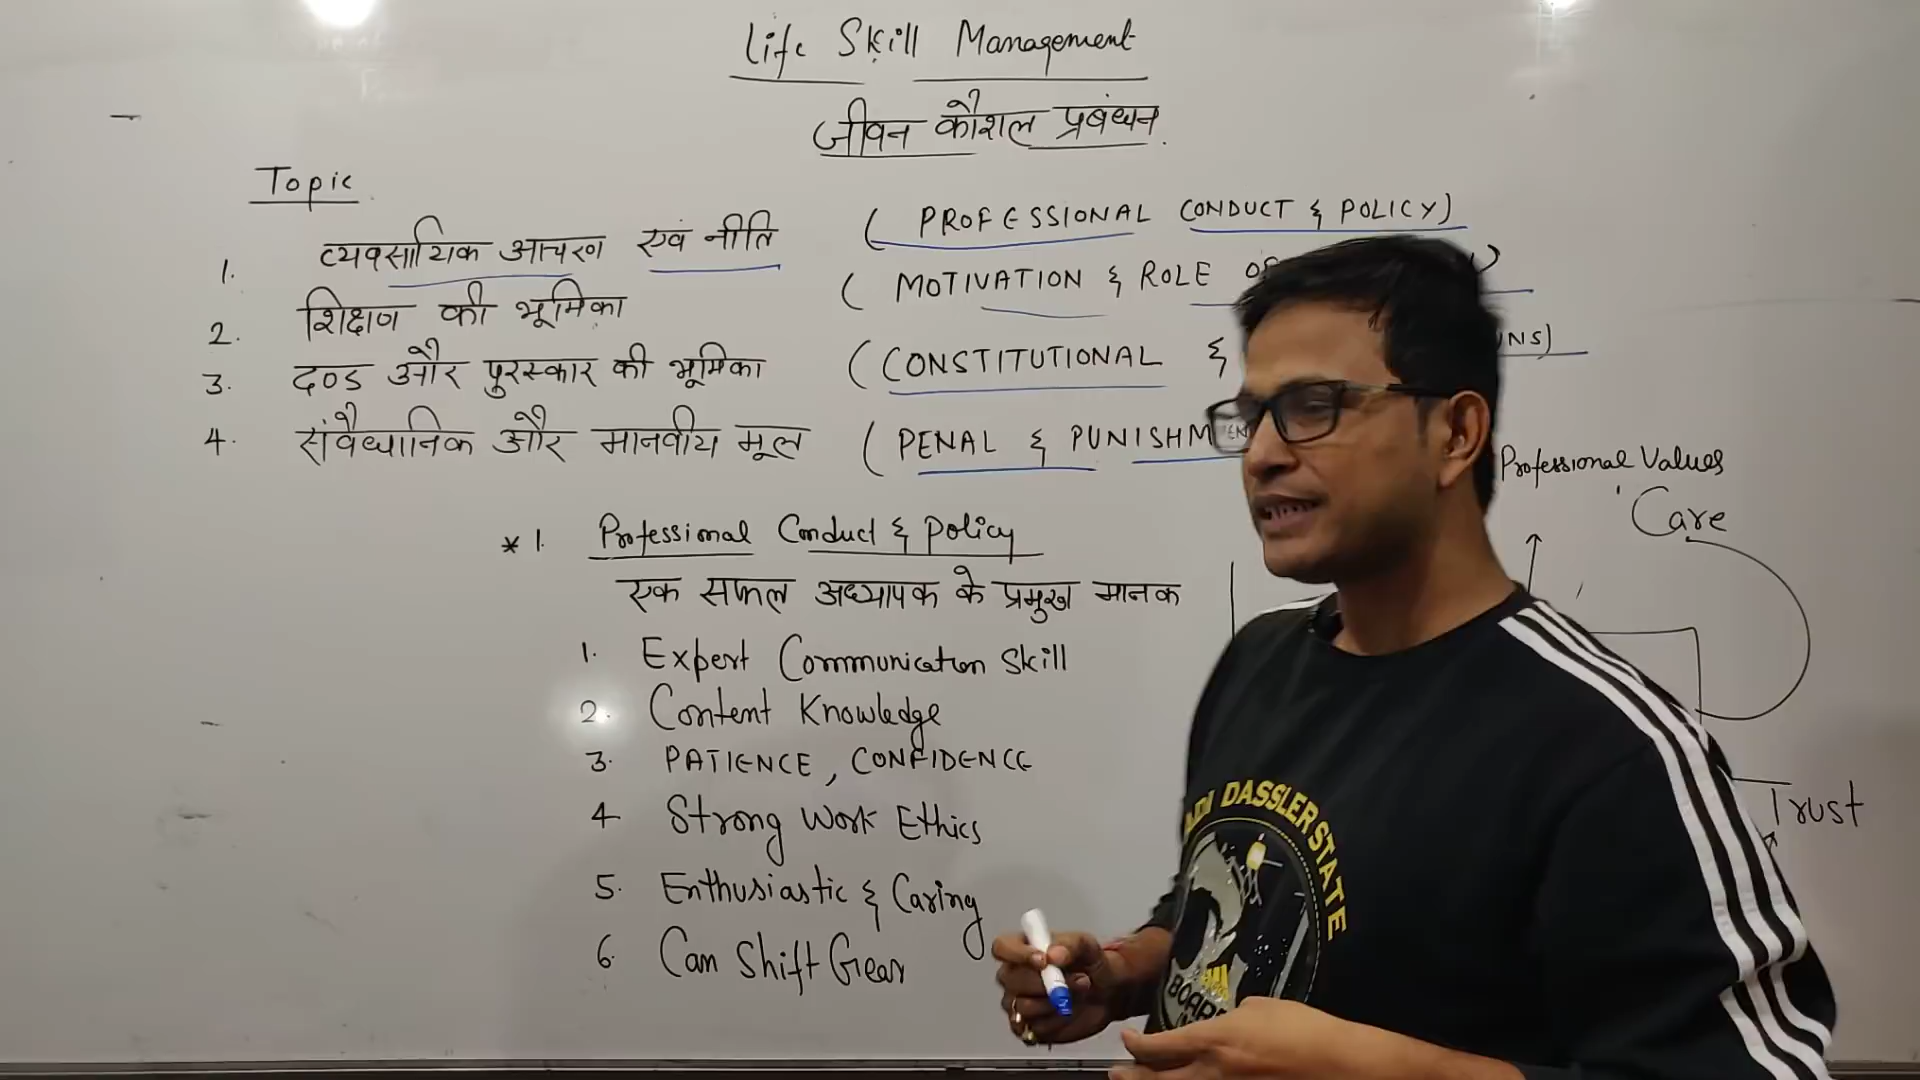 Life Skill Management
जीवन कौशल प्रबंधन.
Topic
1. व्यवसायिक आचरण एवं नीति ( PROFESSIONAL CONDUCT & POLICY)
2. शिक्षण की भूमिका ( MOTIVATION & ROLE
3. दण्ड और पुरस्कार की भूमिका ( CONSTITUTIONAL &
4. संवैधानिक और मानवीय मूल ( PENAL & PUNISHMEN
Professional Values
Care
Trust
* 1. Professional Conduct & Policy
एक सफल अध्यापक के प्रमुख मानक
1. Expert Communication Skill
2. Content Knowledge
3. PATIENCE, CONFIDENCE
4 Strong Work Ethics
5. Enthusiastic & Caring
6. Can Shift Gear
DASSLER STATE